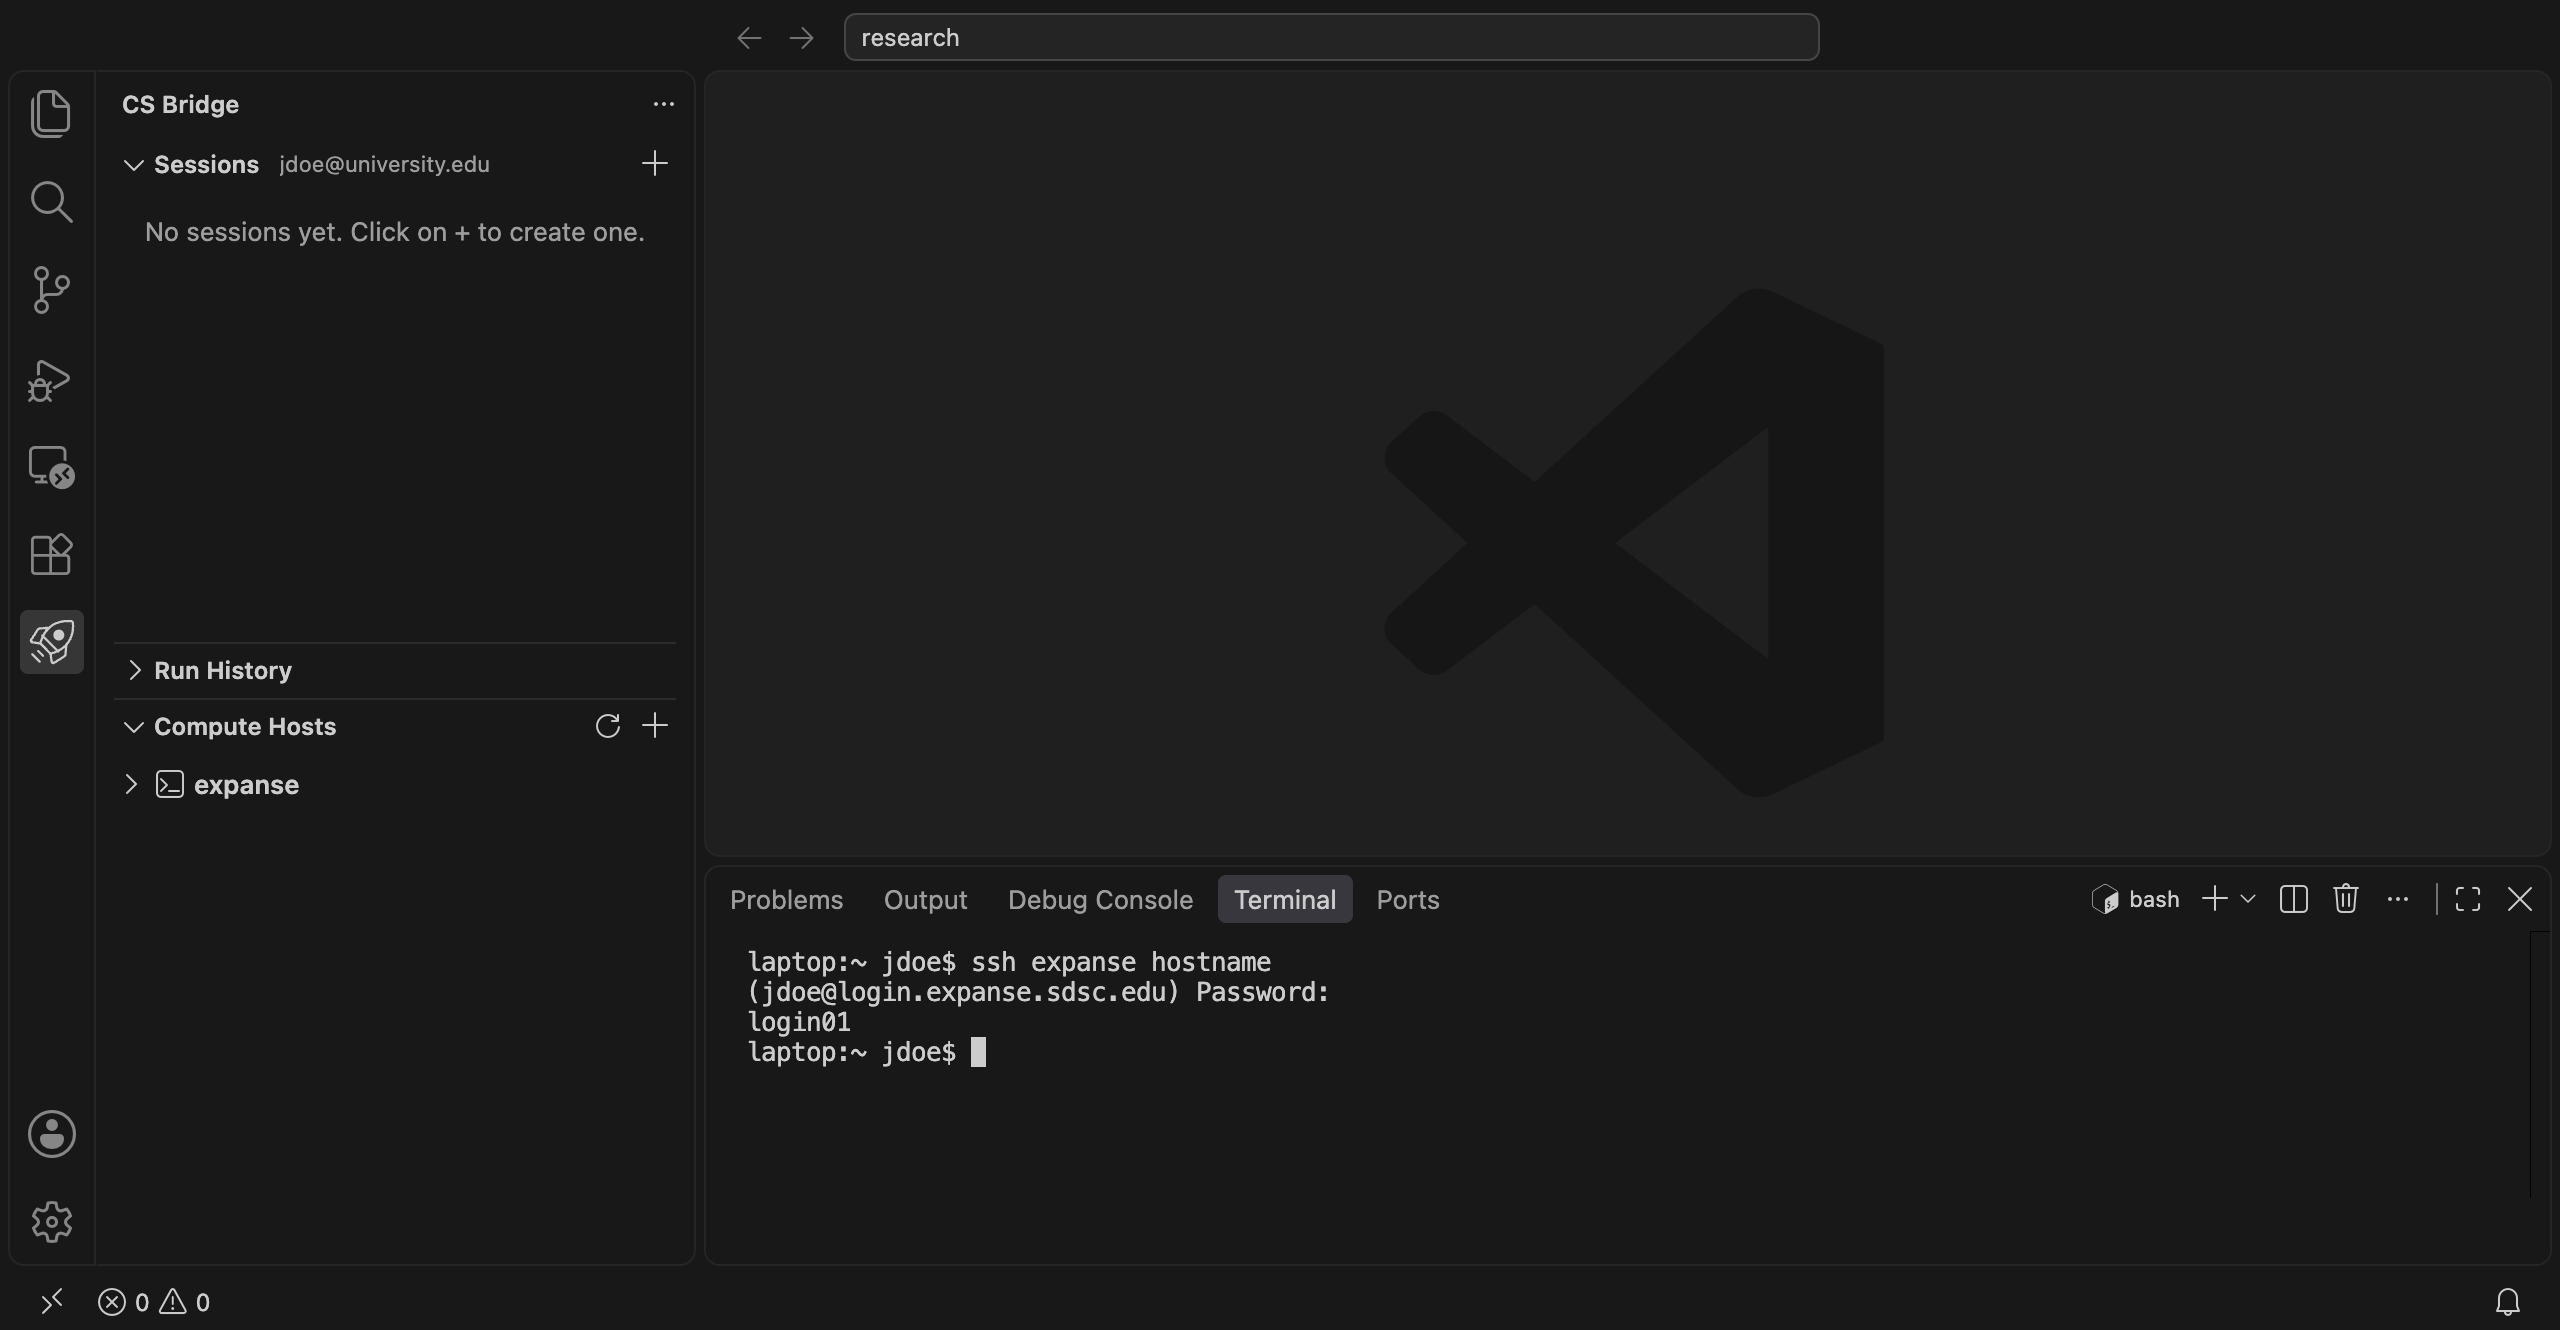 research
CS Bridge
Sessions jdoe@university.edu
No sessions yet. Click on + to create one.
Run History
Compute Hosts
expanse
Problems Output Debug Console Terminal Ports bash
laptop:~ jdoe$ ssh expanse hostname
(jdoe@login.expanse.sdsc.edu) Password:
login01
laptop:~ jdoe$
0 0